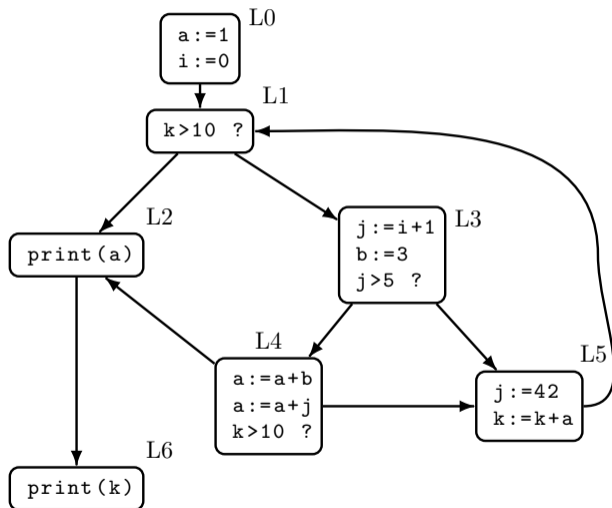 L0
a:=1
i:=0
L1
k>10 ?
L2
print(a)
L3
j:=i+1
b:=3
j>5 ?
L4
a:=a+b
a:=a+j
k>10 ?
L5
j:=42
k:=k+a
L6
print(k)